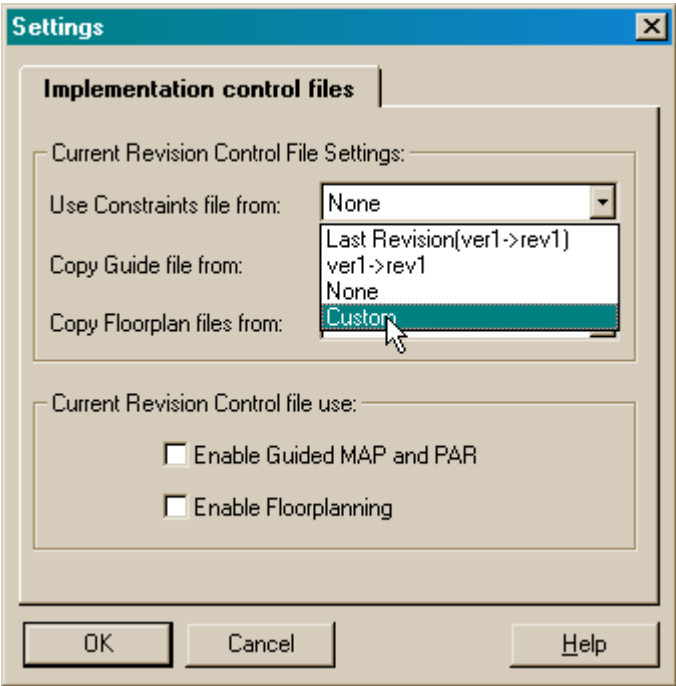 Settings
Implementation control files
Current Revision Control File Settings:
Use Constraints file from: None
Last Revision(ver1->rev1)
Copy Guide file from: ver1->rev1
None
Copy Floorplan files from: Custom
Current Revision Control file use:
Enable Guided MAP and PAR
Enable Floorplanning
OK Cancel Help